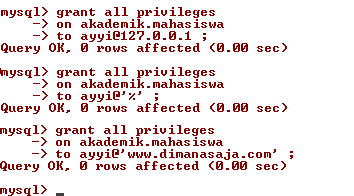 mysql> grant all privileges
-> on akademik.mahasiswa
-> to ayyi@127.0.0.1 ;
Query OK, 0 rows affected (0.00 sec)
mysql> grant all privileges
-> on akademik.mahasiswa
-> to ayyi@'%' ;
Query OK, 0 rows affected (0.00 sec)
mysql> grant all privileges
-> on akademik.mahasiswa
-> to ayyi@'www.dimanasaja.com' ;
Query OK, 0 rows affected (0.00 sec)
mysql> _